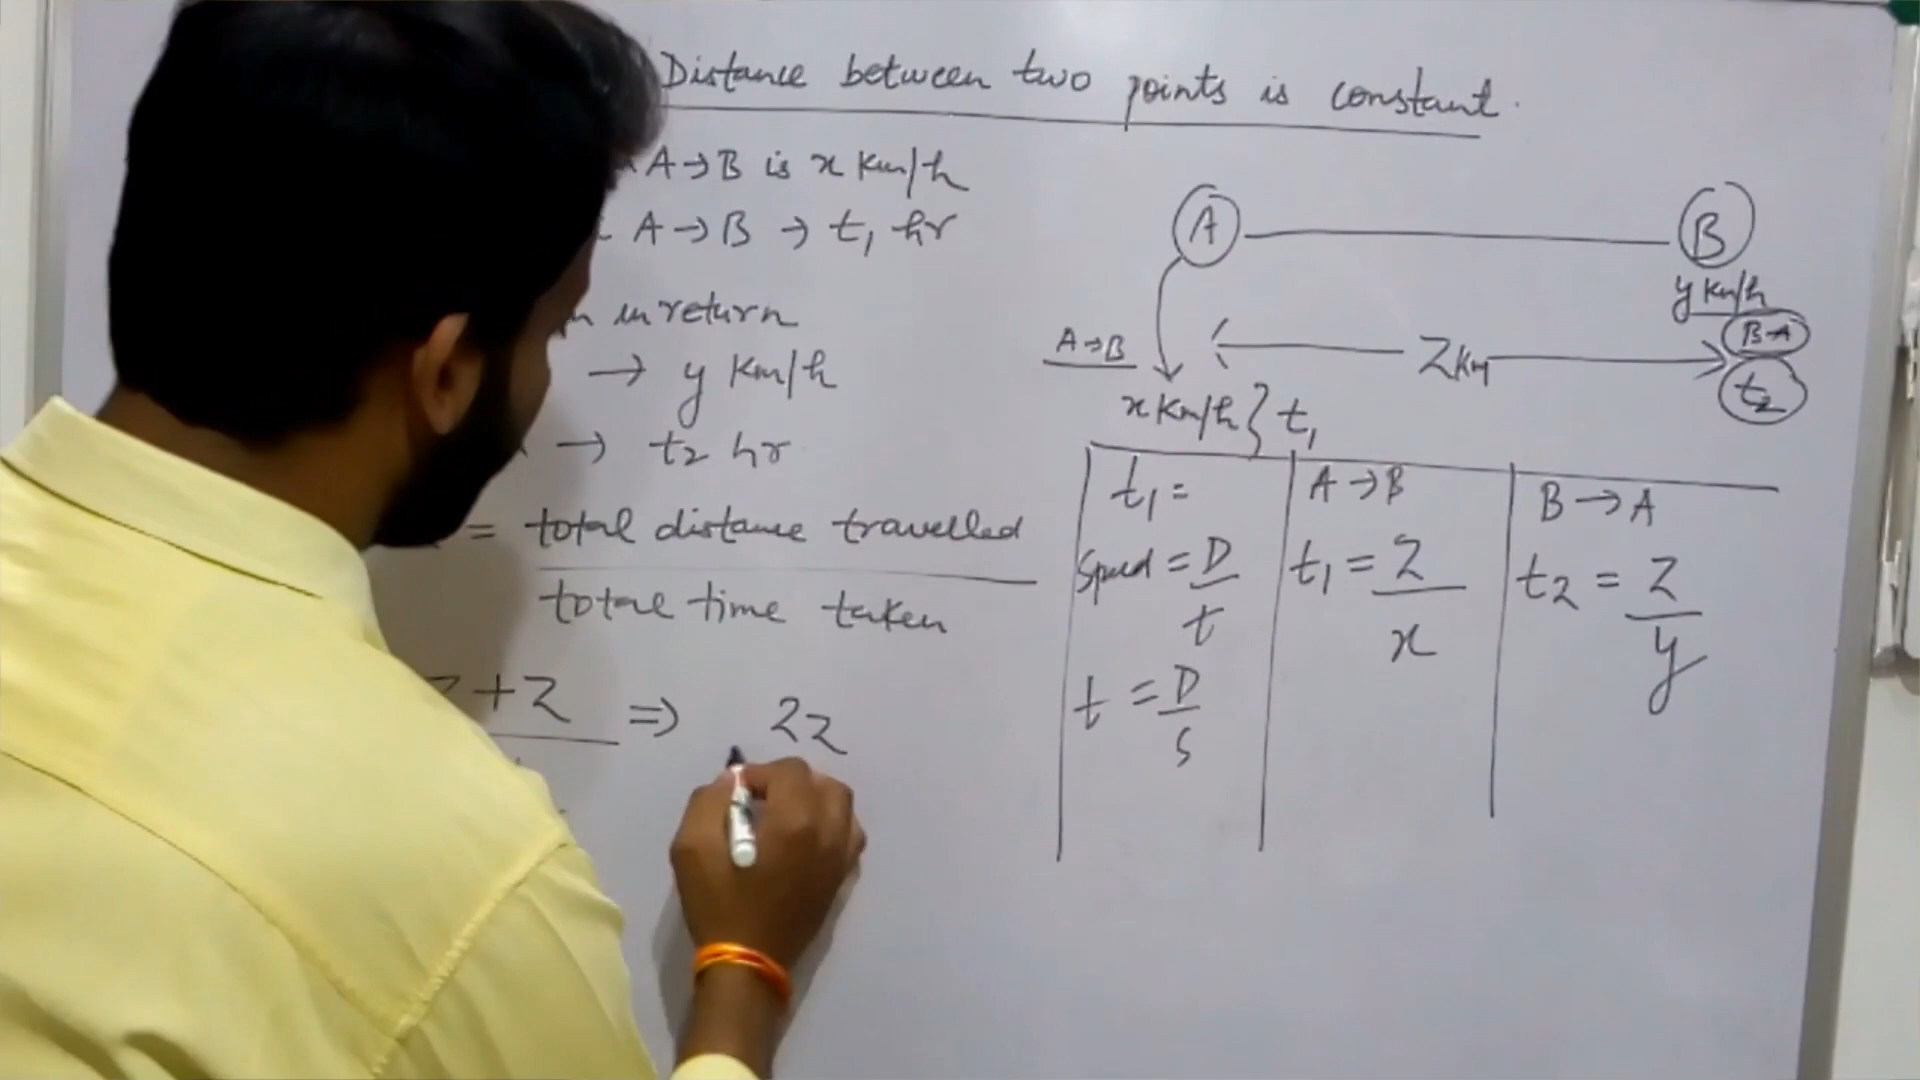 Distance between two points is constant.
A → B is x Km/h
A → B → t₁ hr
in return
→ y Km/h
→ t₂ hr
= total distance travelled
total time taken
z + z ⇒ 2z
A B
y Km/h
B→A
A→B
Z Km
t₂
x Km/h } t₁
t₁ =
Speed = D/t
t = D/s
A → B
t₁ = z/x
B → A
t₂ = z/y